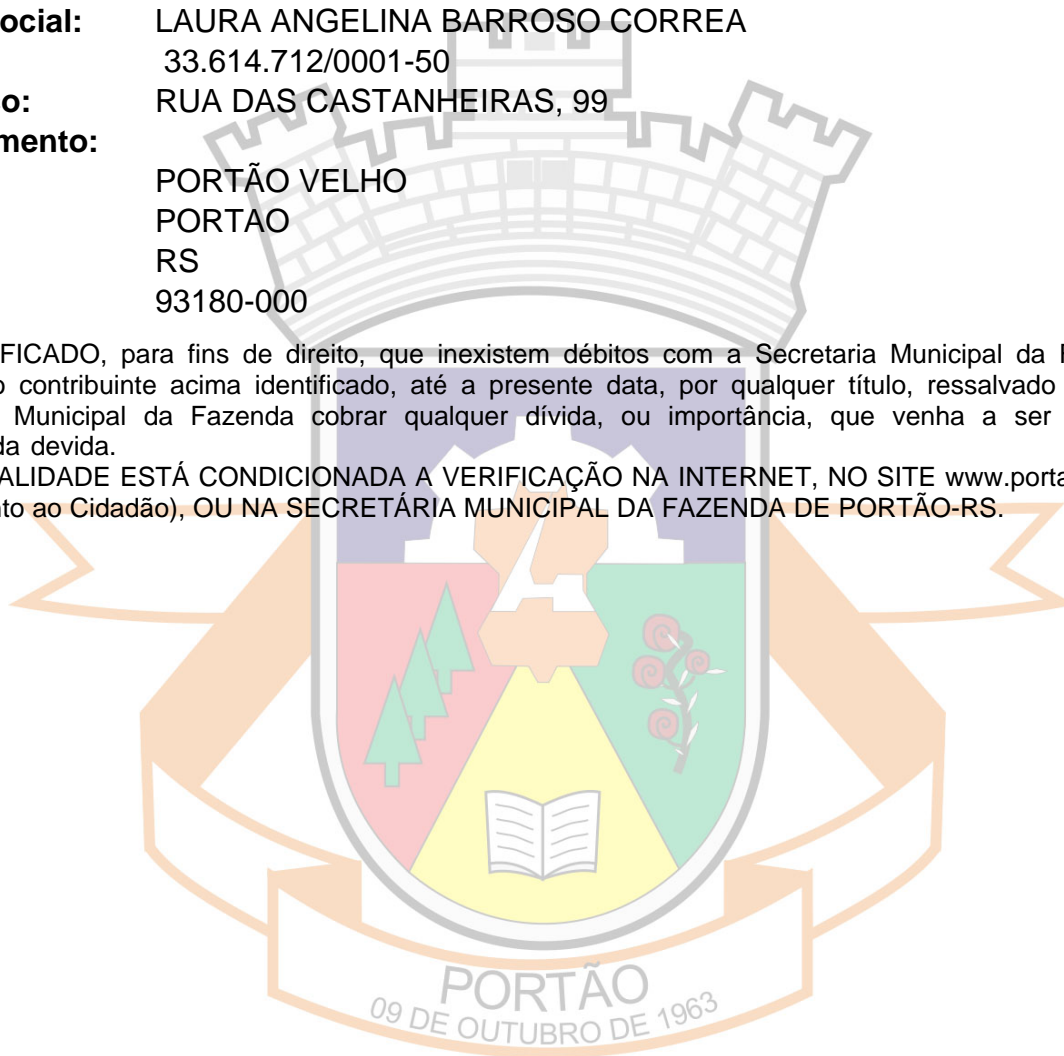 ocial: LAURA ANGELINA BARROSO CORREA
33.614.712/0001-50
o: RUA DAS CASTANHEIRAS, 99
mento:
PORTÃO VELHO
PORTAO
RS
93180-000
FICADO, para fins de direito, que inexistem débitos com a Secretaria Municipal da
o contribuinte acima identificado, até a presente data, por qualquer título, ressalvado
Municipal da Fazenda cobrar qualquer dívida, ou importância, que venha a ser
da devida.
ALIDADE ESTÁ CONDICIONADA A VERIFICAÇÃO NA INTERNET, NO SITE www.porta
to ao Cidadão), OU NA SECRETÁRIA MUNICIPAL DA FAZENDA DE PORTÃO-RS.
PORTÃO
09 DE OUTUBRO DE 1963